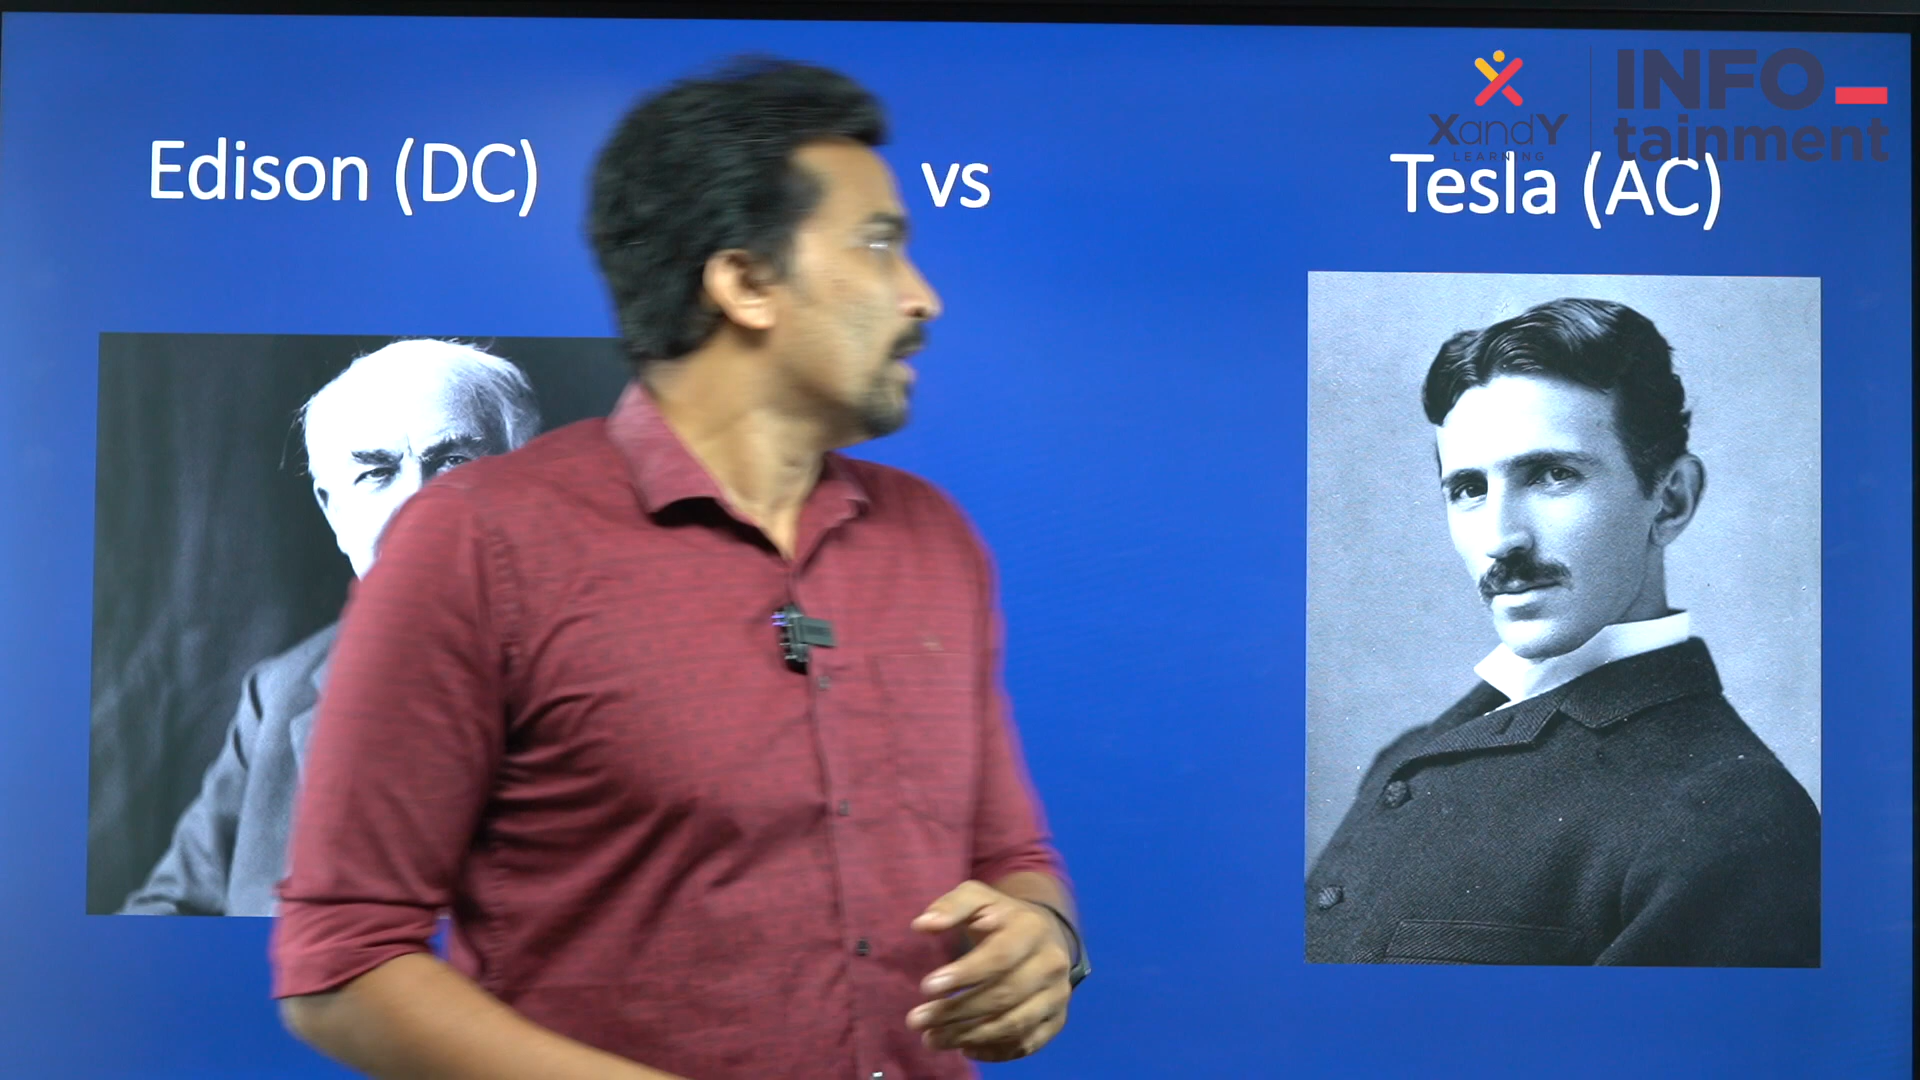 Edison (DC)
vs
Tesla (AC)
XandY
LEARNING
INFO
tainment